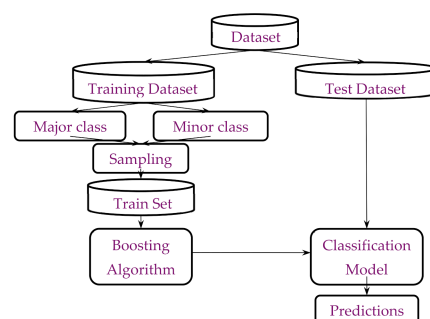 Dataset
Training Dataset
Test Dataset
Major class
Minor class
Sampling
Train Set
Boosting
Algorithm
Classification
Model
Predictions